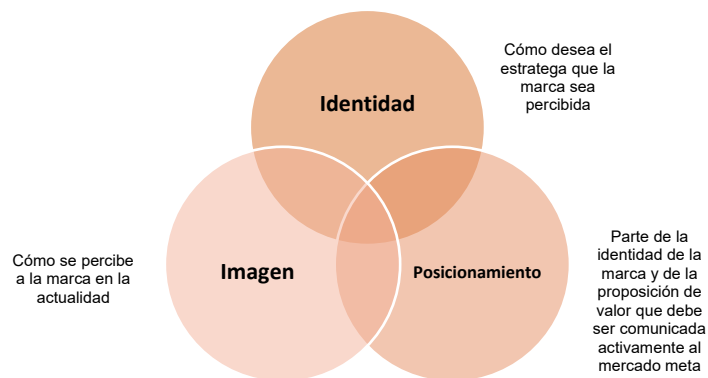 Identidad
Cómo desea el
estratega que la
marca sea
percibida
Cómo se percibe
a la marca en la
actualidad
Imagen
Posicionamiento
Parte de la
identidad de la
marca y de la
proposición de
valor que debe
ser comunicada
activamente al
mercado meta